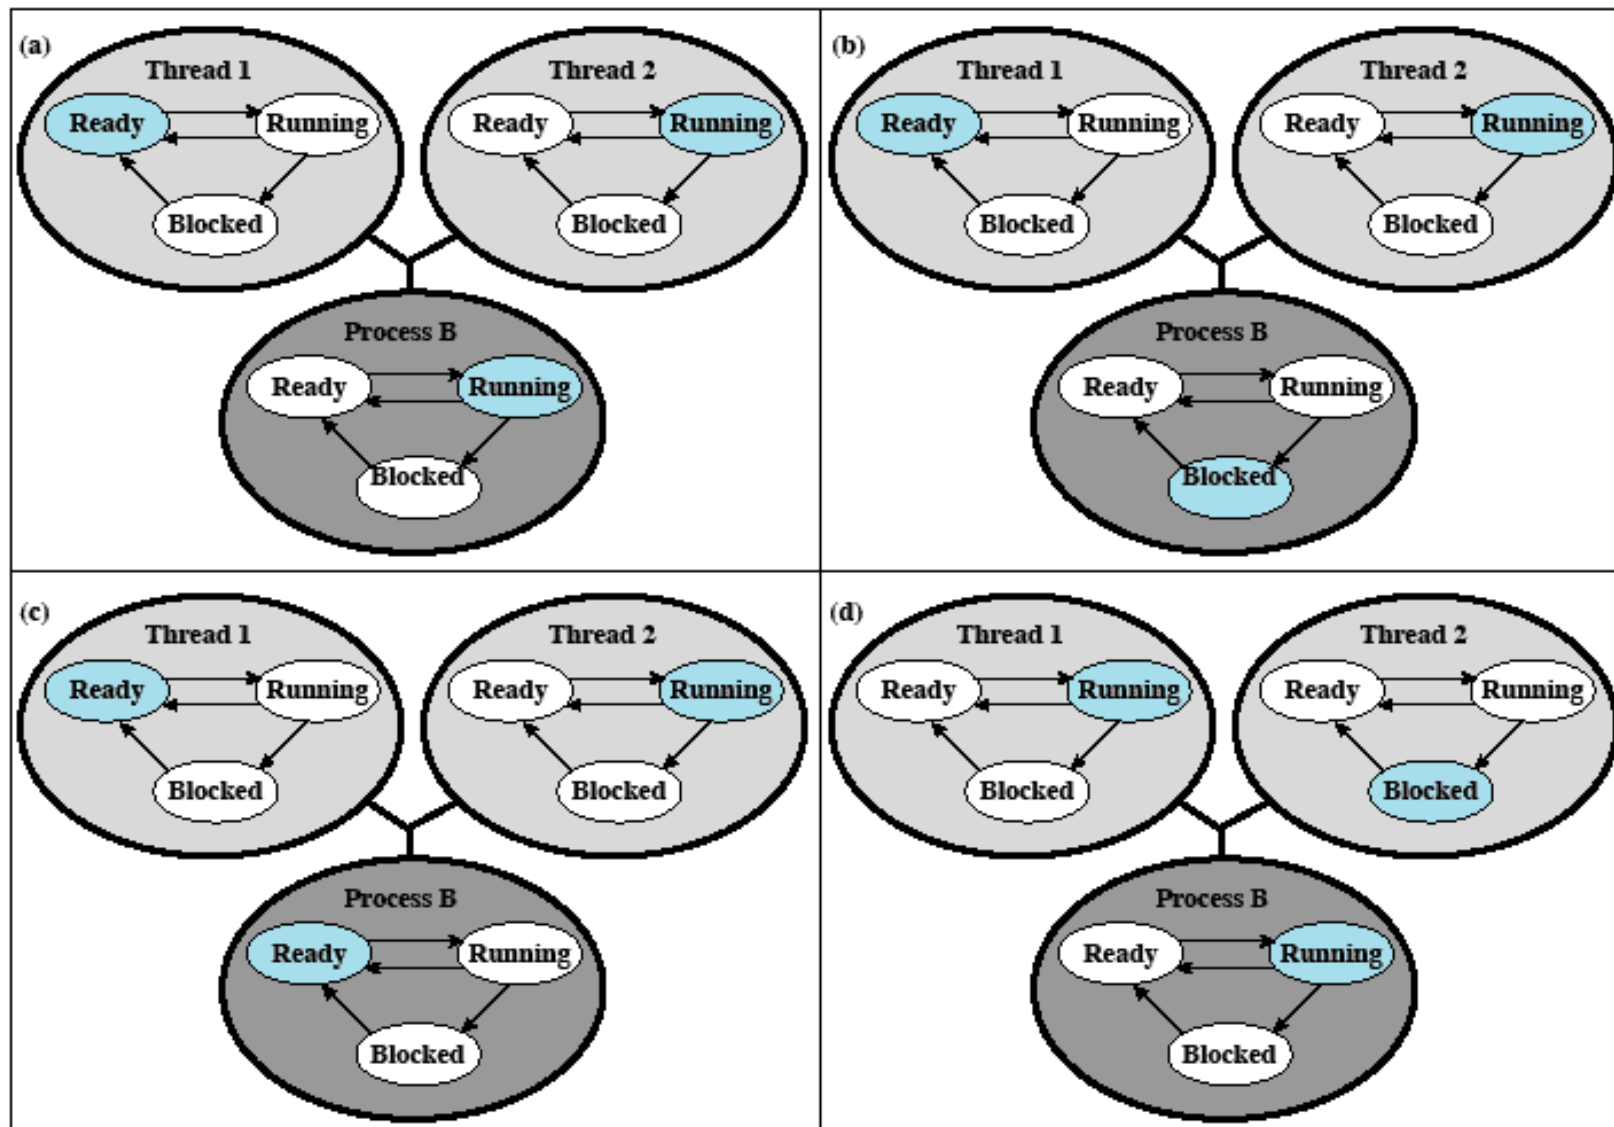 (a)
Thread 1
Ready Running
Blocked
Thread 2
Ready Running
Blocked
Process B
Ready Running
Blocked
(b)
Thread 1
Ready Running
Blocked
Thread 2
Ready Running
Blocked
Process B
Ready Running
Blocked
(c)
Thread 1
Ready Running
Blocked
Thread 2
Ready Running
Blocked
Process B
Ready Running
Blocked
(d)
Thread 1
Ready Running
Blocked
Thread 2
Ready Running
Blocked
Process B
Ready Running
Blocked